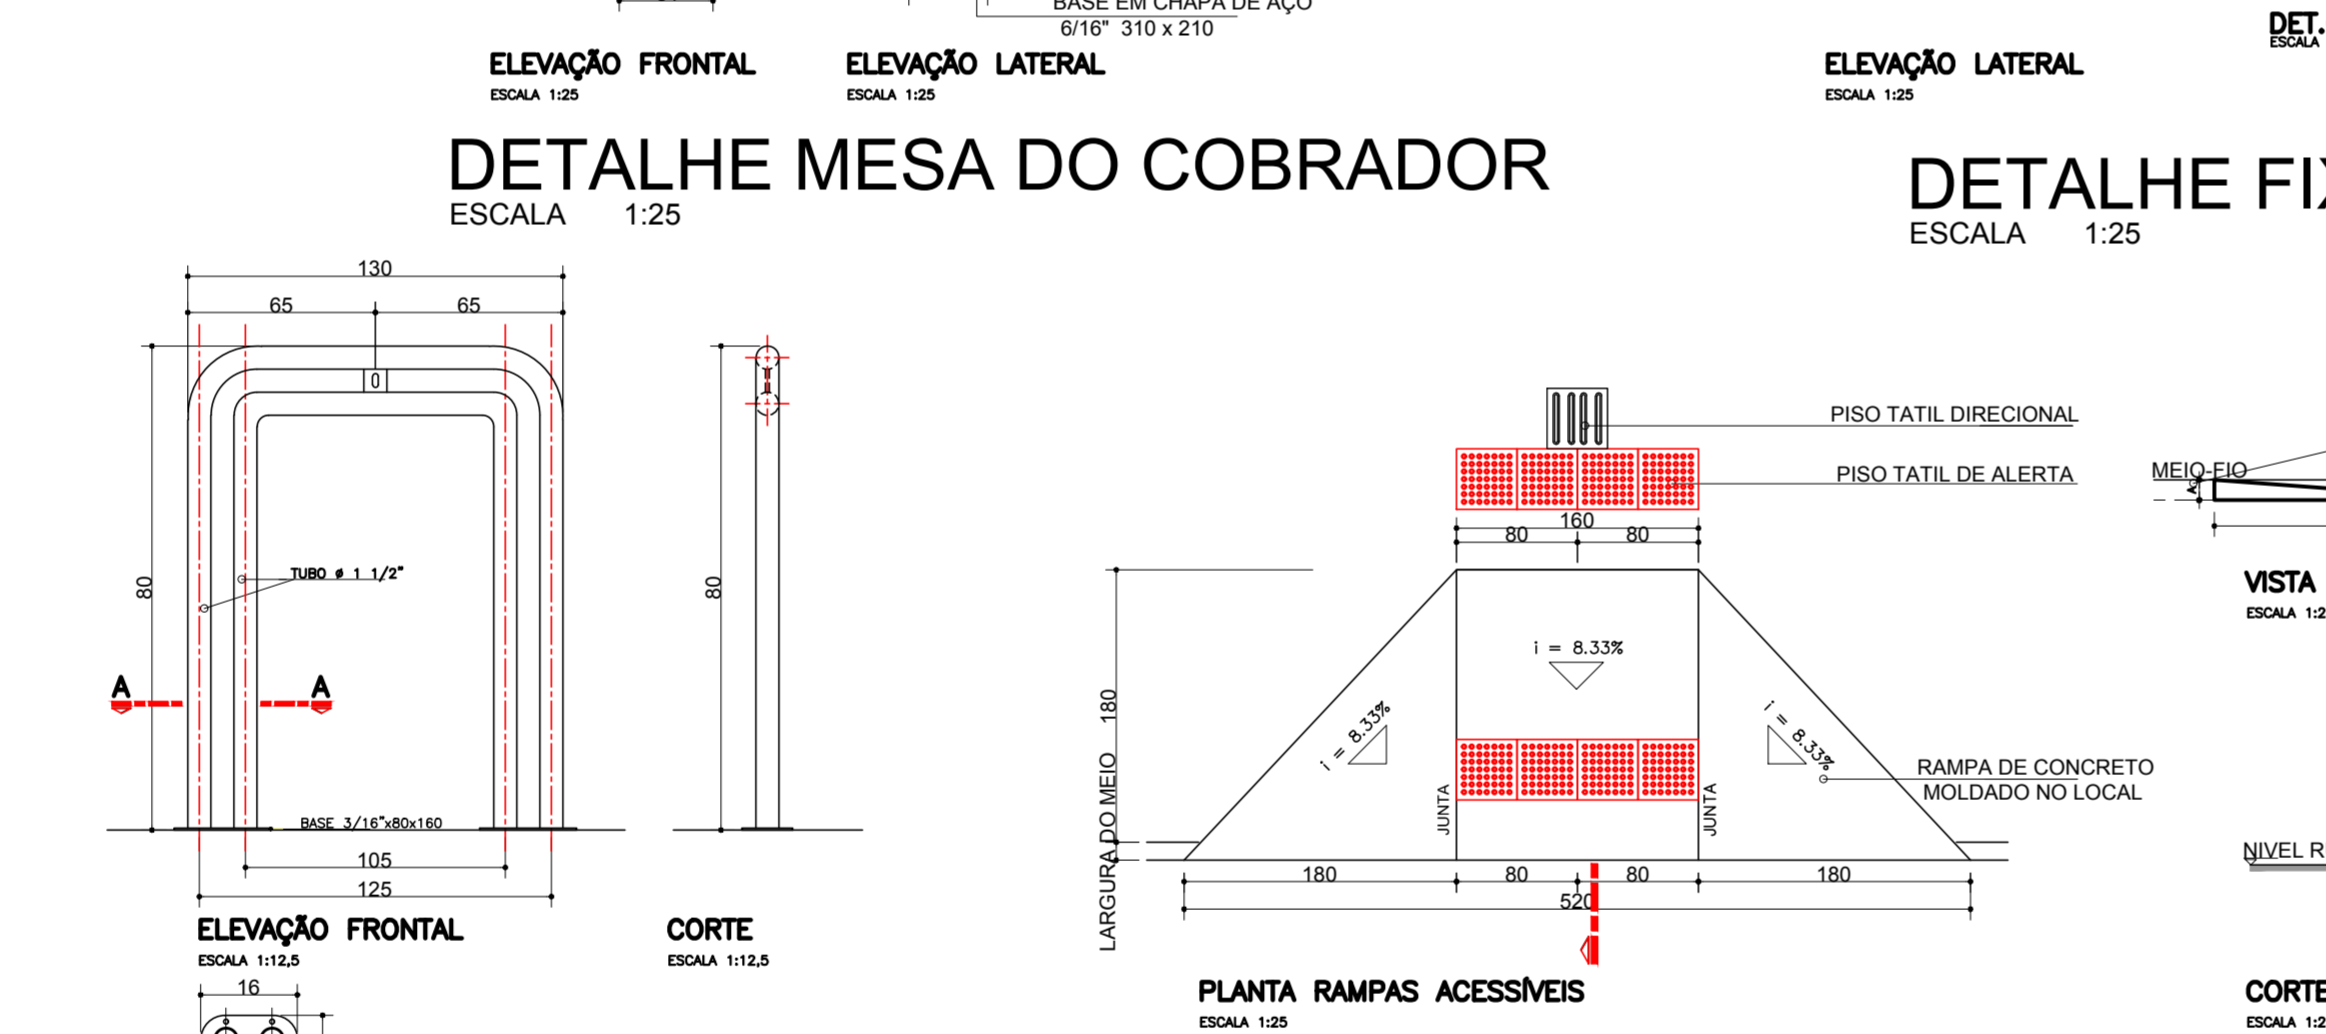 BASE EM CHAPA DE AÇO
6/16" 310 x 210
ELEVAÇÃO FRONTAL
ESCALA 1:25
ELEVAÇÃO LATERAL
ESCALA 1:25
ELEVAÇÃO LATERAL
ESCALA 1:25
DET.
ESCALA
DETALHE MESA DO COBRADOR
ESCALA 1:25
DETALHE
ESCALA 1:25
130
65
65
80
TUBO ø 1 1/2"
A
A
BASE 3/16"x80x160
105
125
ELEVAÇÃO FRONTAL
ESCALA 1:12,5
16
80
CORTE
ESCALA 1:12,5
PISO TATIL DIRECIONAL
PISO TATIL DE ALERTA
160
80
80
180
LARGURA DO MEIO
i = 8.33%
i = 8.33%
i = 8.33%
JUNTA
JUNTA
RAMPA DE CONCRETO
MOLDADO NO LOCAL
180
80
80
180
520
PLANTA RAMPAS ACESSÍVEIS
ESCALA 1:25
MEIO-FIO
A
VISTA
ESCALA
NIVEL
CORTE
ESCALA